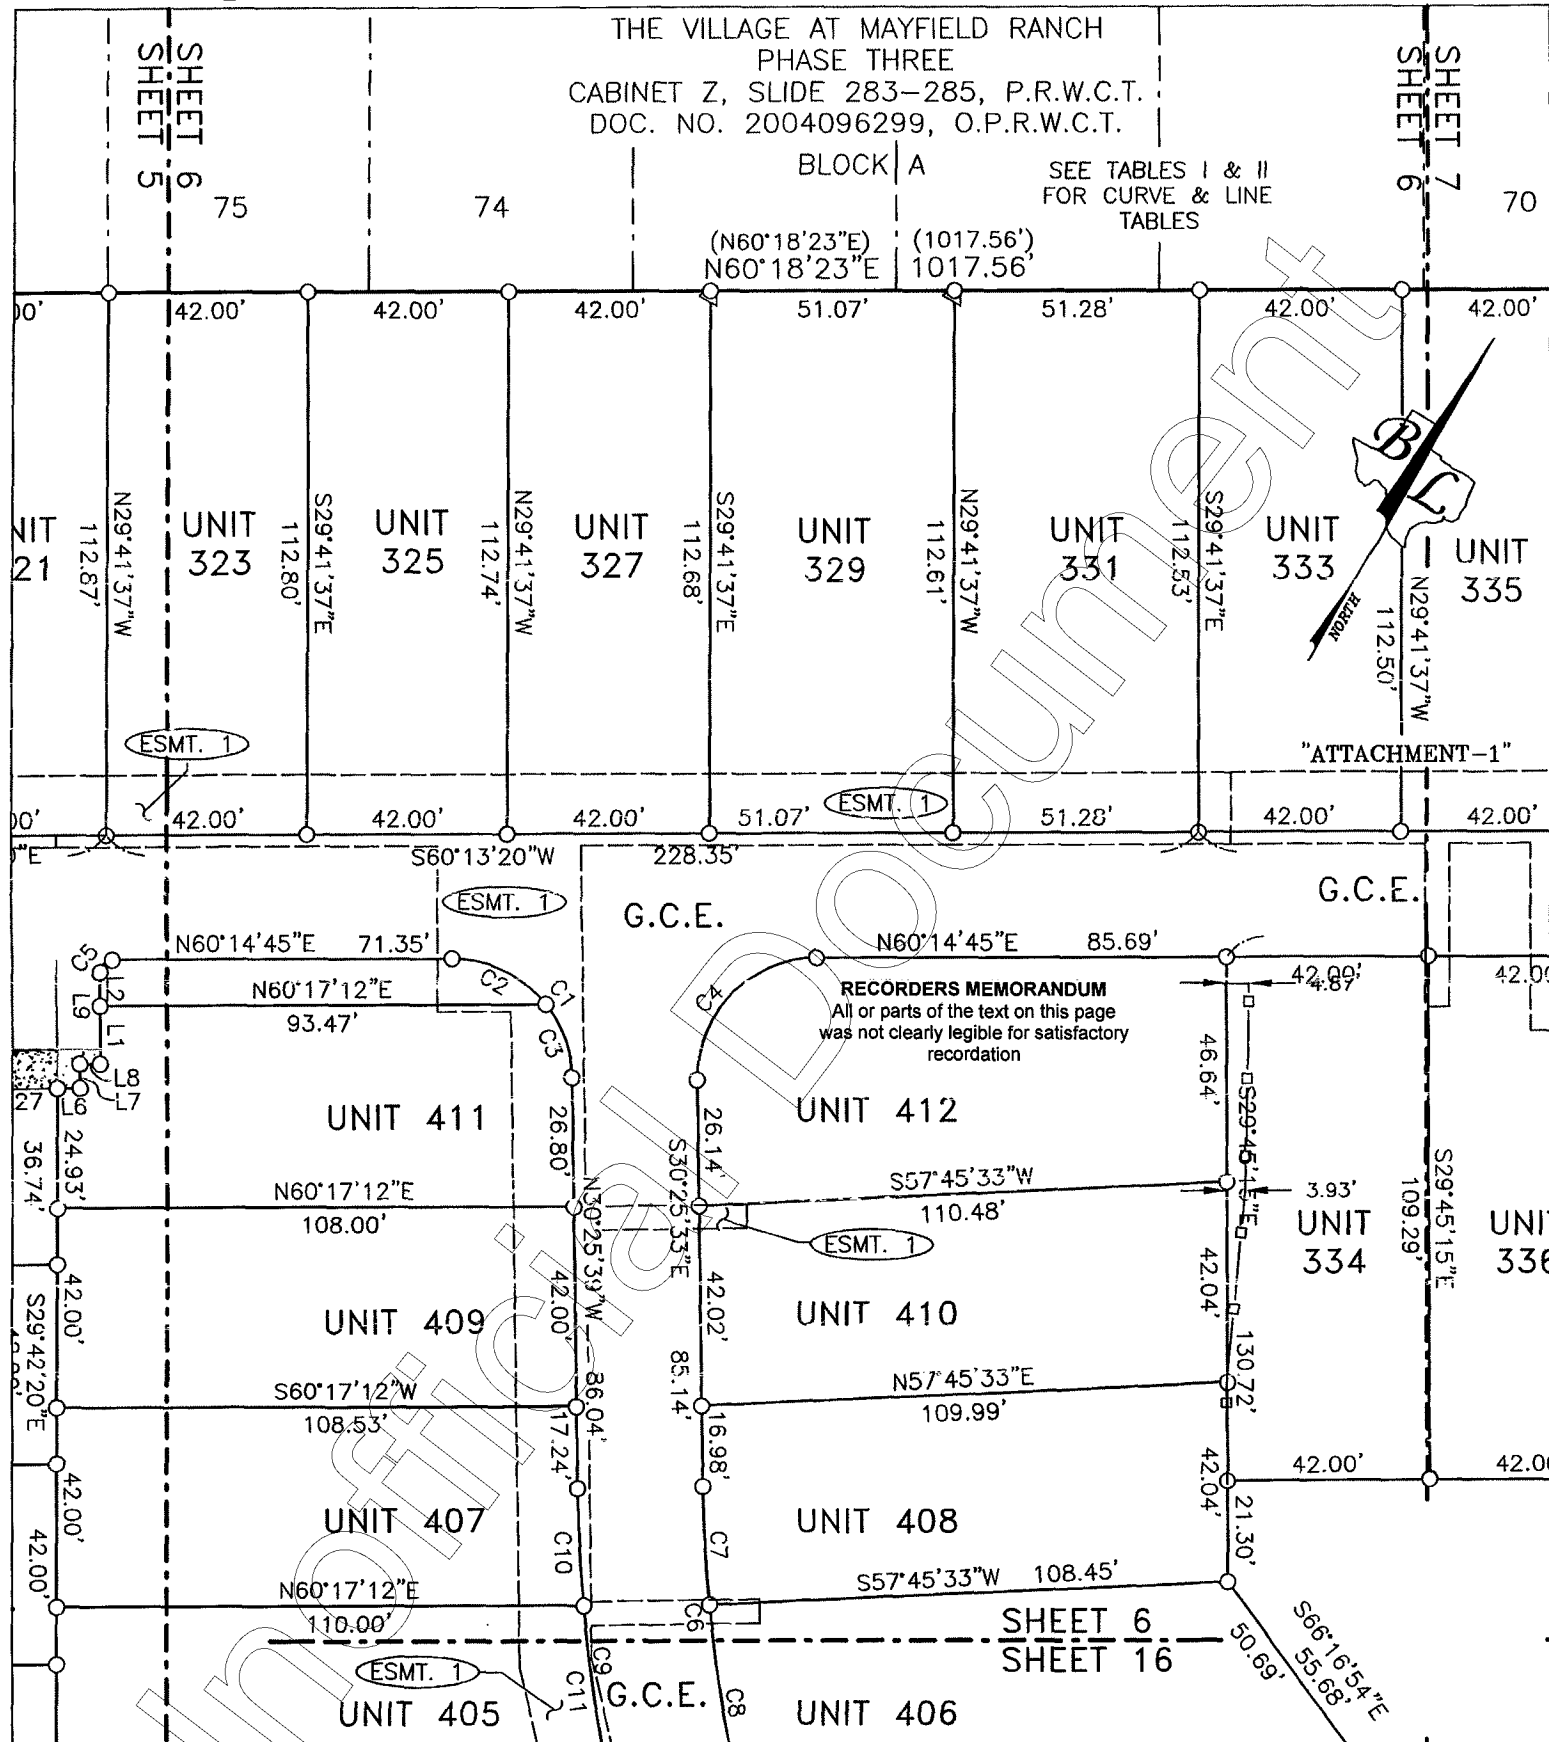 THE VILLAGE AT MAYFIELD RANCH
PHASE THREE
CABINET Z, SLIDE 283-285, P.R.W.C.T.
DOC. NO. 2004096299, O.P.R.W.C.T.
BLOCK A
SHEET 6
SHEET 5
SHEET 7
SHEET 6
SEE TABLES I & II
FOR CURVE & LINE
TABLES
75
74
70
(N60°18'23"E) (1017.56')
N60°18'23"E 1017.56'
00'
42.00'
42.00'
42.00'
51.07'
51.28'
42.00'
42.00'
NIT
21
N29°41'37"W
112.87'
UNIT
323
S29°41'37"E
112.80'
UNIT
325
N29°41'37"W
112.74'
UNIT
327
S29°41'37"E
112.68'
UNIT
329
N29°41'37"W
112.61'
UNIT
331
S29°41'37"E
112.53'
UNIT
333
N29°41'37"W
112.50'
UNIT
335
B L
NORTH
ESMT. 1
ESMT. 1
"ATTACHMENT-1"
00'
42.00'
42.00'
42.00'
51.07'
51.28'
42.00'
42.00'
"E
S60°13'20"W 228.35'
ESMT. 1
G.C.E.
G.C.E.
N60°14'45"E 71.35'
N60°14'45"E 85.69'
C5
L2
L9
L1
C2
C1
C3
C4
N60°17'12"E
93.47'
RECORDERS MEMORANDUM
All or parts of the text on this page
was not clearly legible for satisfactory
recordation
42.00'
4.87'
L8
L7
L6
27
UNIT 411
UNIT 412
46.64'
S29°45'15"E
130.72'
36.74'
24.93'
26.80'
26.14'
N60°17'12"E
108.00'
S57°45'33"W
110.48'
3.93'
N30°25'39"W
86.04'
S30°25'33"E
85.14'
ESMT. 1
UNIT
334
S29°45'15"E
109.29'
UNI
336
42.00'
S29°42'20"E
UNIT 409
42.00'
42.02'
UNIT 410
42.04'
S60°17'12"W
108.53'
N57°45'33"E
109.99'
17.24'
16.98'
42.04'
42.00'
42.00'
42.00'
UNIT 407
C10
C7
UNIT 408
21.30'
N60°17'12"E
110.00'
S57°45'33"W 108.45'
C6
SHEET 6
SHEET 16
S66°16'54"E
55.68'
50.69'
ESMT. 1
UNIT 405
C11
C9
G.C.E.
C8
UNIT 406
Unofficial Document